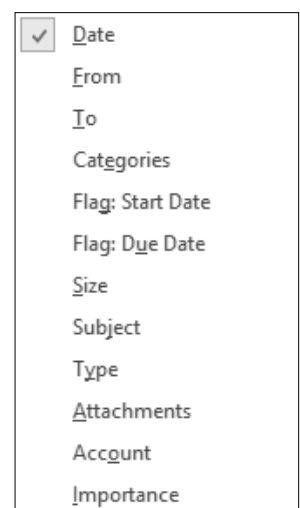 Date
From
To
Categories
Flag: Start Date
Flag: Due Date
Size
Subject
Type
Attachments
Account
Importance